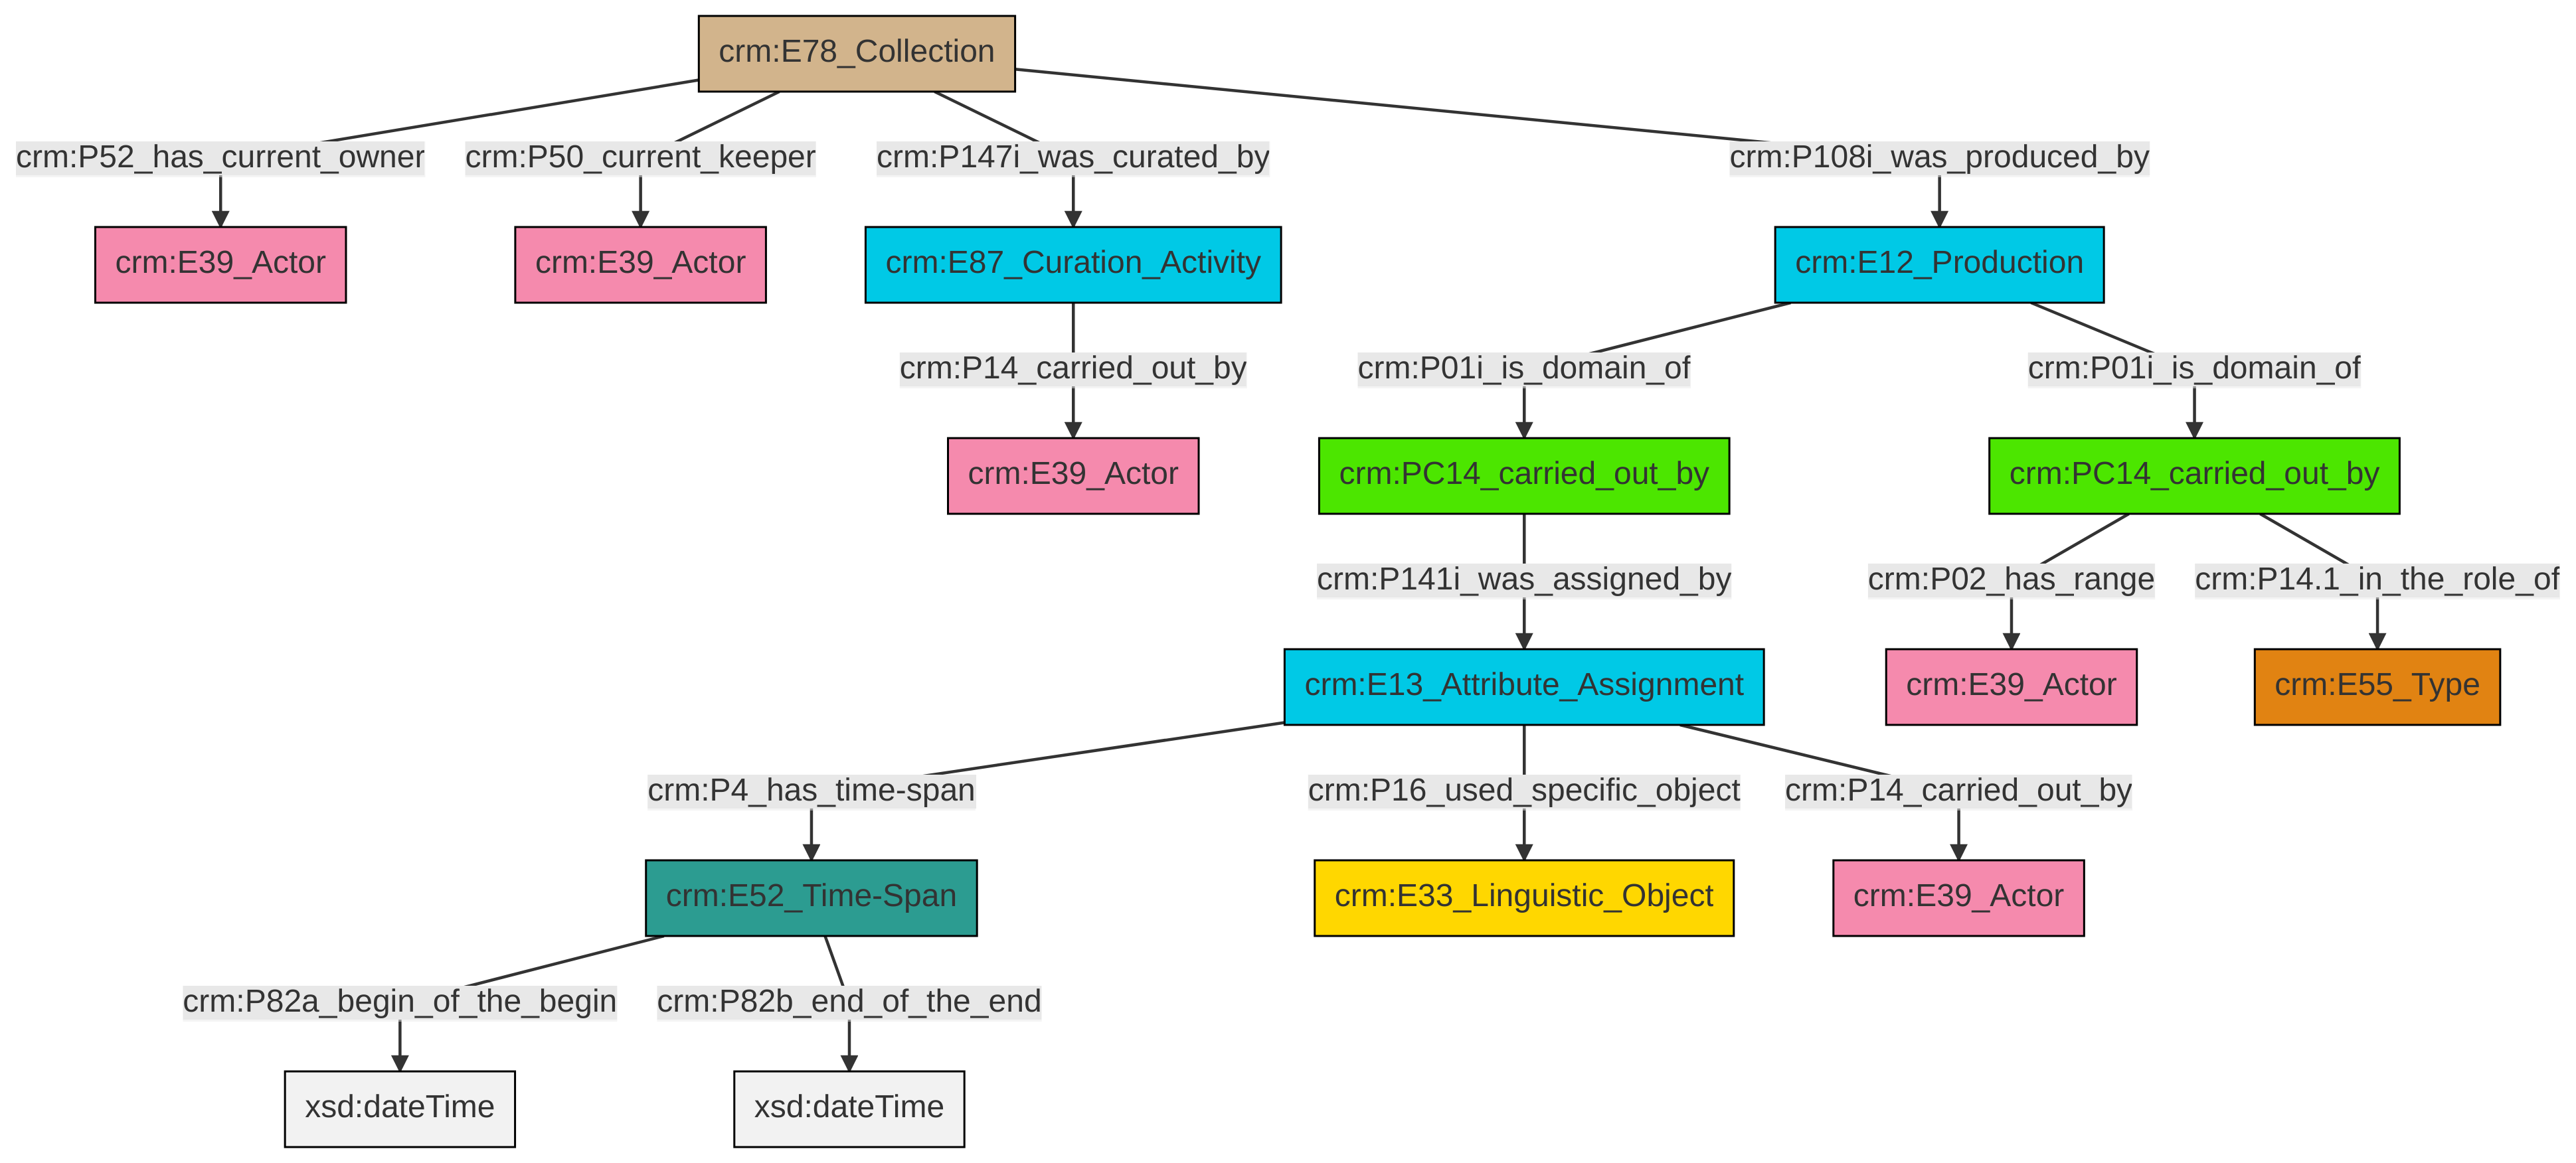 crm:E78_Collection
crm:P52_has_current_owner
crm:P50_current_keeper
crm:P147i_was_curated_by
crm:P108i_was_produced_by
crm:E39_Actor
crm:E39_Actor
crm:E87_Curation_Activity
crm:E12_Production
crm:P14_carried_out_by
crm:P01i_is_domain_of
crm:P01i_is_domain_of
crm:E39_Actor
crm:PC14_carried_out_by
crm:PC14_carried_out_by
crm:P141i_was_assigned_by
crm:P02_has_range
crm:P14.1_in_the_role_of
crm:E13_Attribute_Assignment
crm:E39_Actor
crm:E55_Type
crm:P4_has_time-span
crm:P16_used_specific_object
crm:P14_carried_out_by
crm:E52_Time-Span
crm:E33_Linguistic_Object
crm:E39_Actor
crm:P82a_begin_of_the_begin
crm:P82b_end_of_the_end
xsd:dateTime
xsd:dateTime